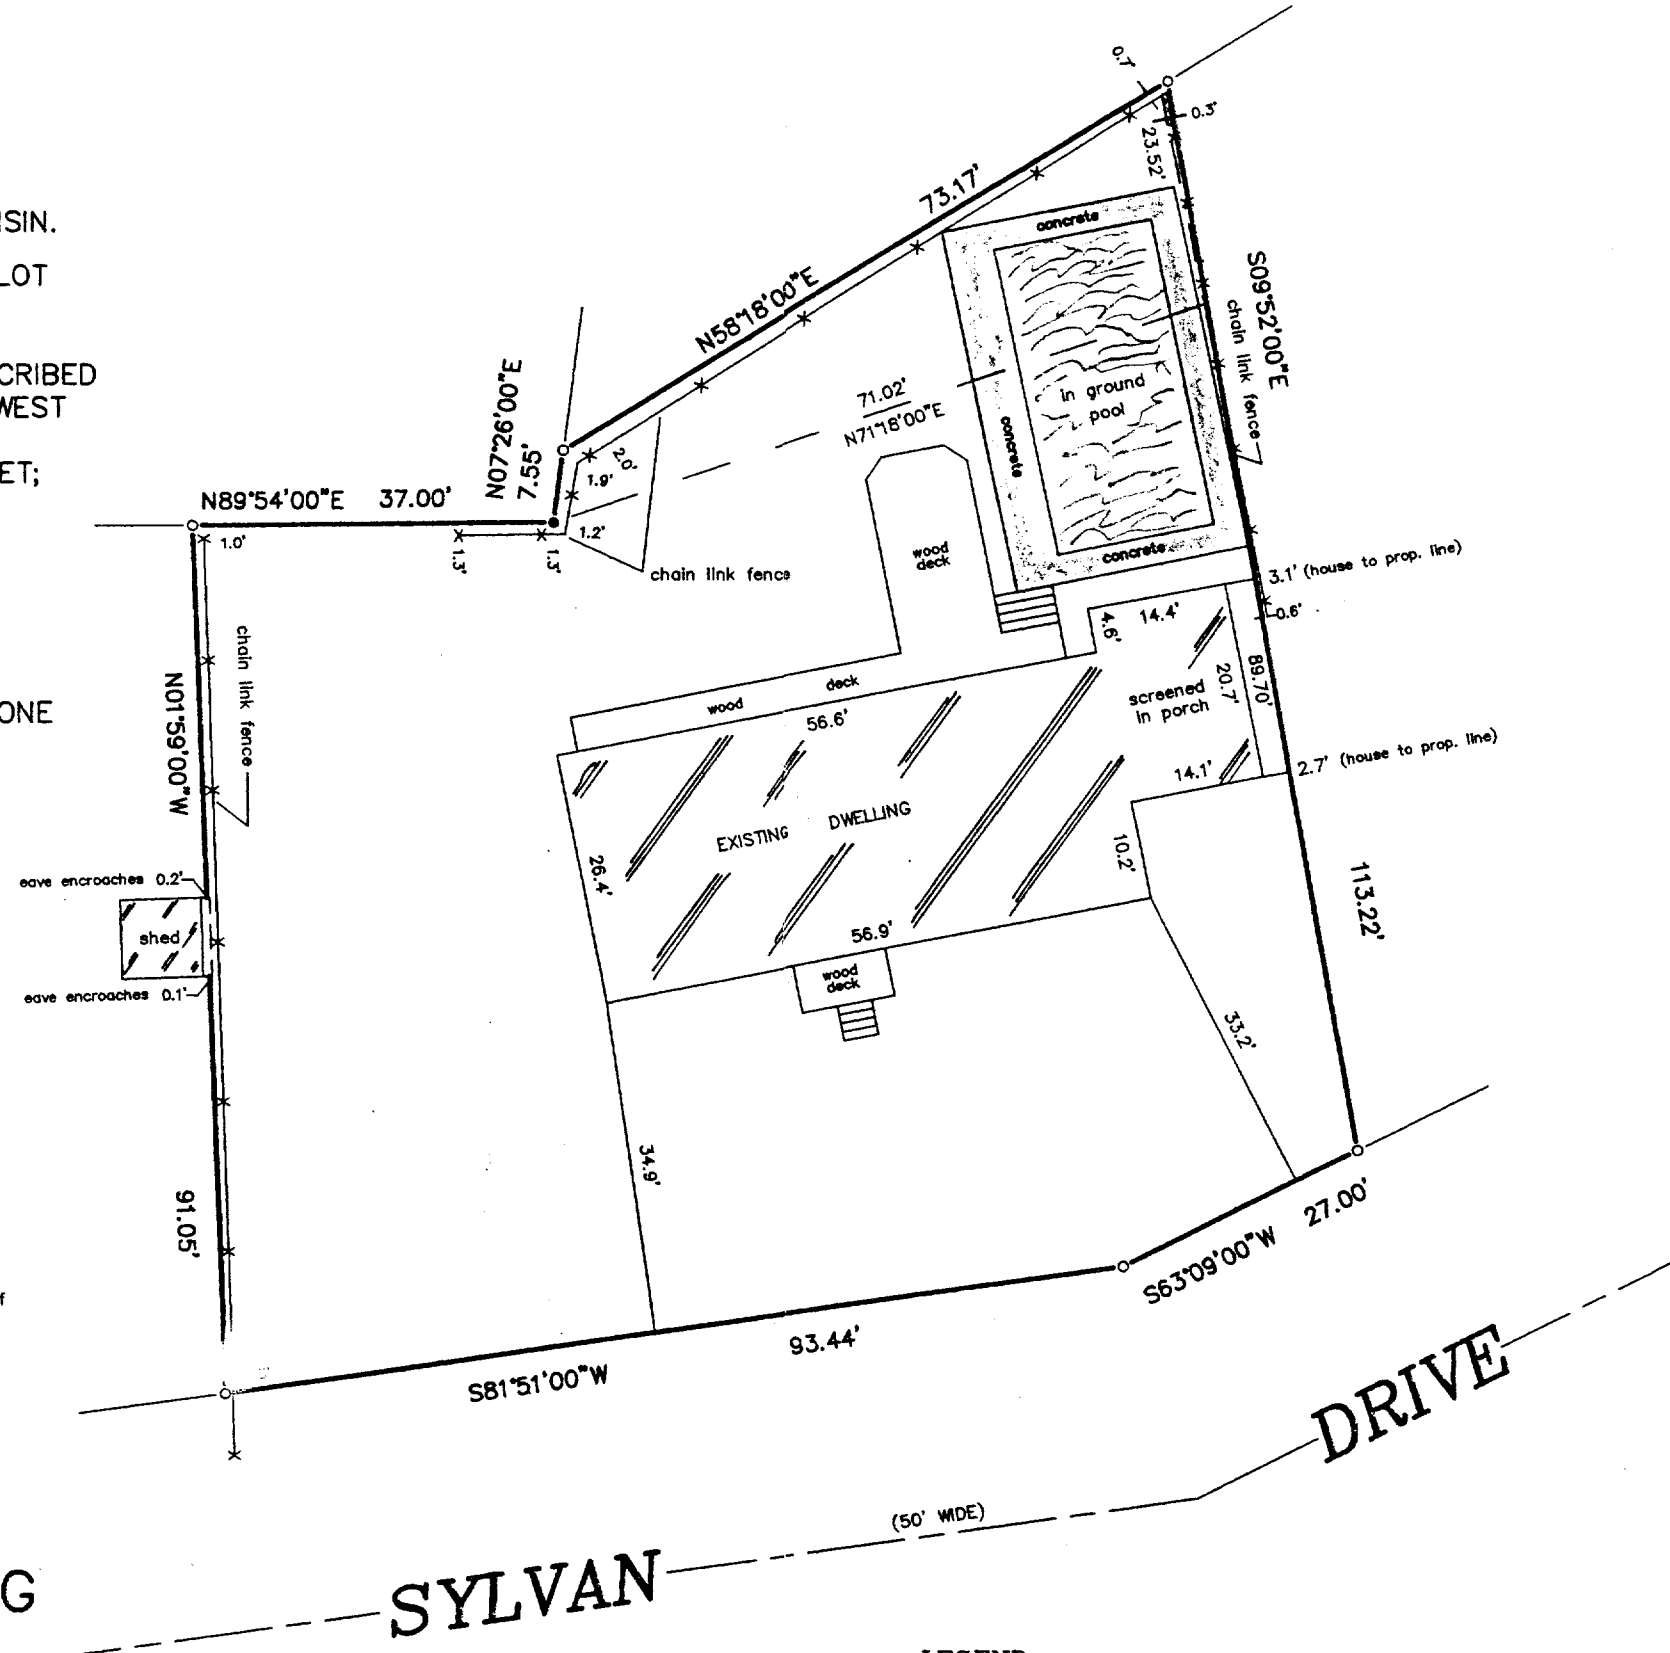 ISIN.
LOT
CRIBED
WEST
ET;
ONE
f
G
0.7'
0.3'
23.52'
73.17'
concrete
N58°18'00"E
S09°52'00"E
chain link fence
in ground
pool
71.02'
N71°18'00"E
concrete
N07°26'00"E
7.55'
2.0'
1.9'
N89°54'00"E 37.00'
1.0'
1.3'
1.3'
1.2'
chain link fence
wood
deck
concrete
3.1' (house to prop. line)
0.6'
14.4'
4.6'
chain link fence
N01°59'00"W
wood deck
56.6'
screened
in porch
20.7'
89.70'
2.7' (house to prop. line)
14.1'
EXISTING DWELLING
26.4'
10.2'
113.22'
eave encroaches 0.2'
shed
eave encroaches 0.1'
56.9'
wood
deck
33.2'
34.9'
91.05'
27.00'
S63°09'00"W
93.44'
S81°51'00"W
DRIVE
(50' WIDE)
SYLVAN
LEGEND